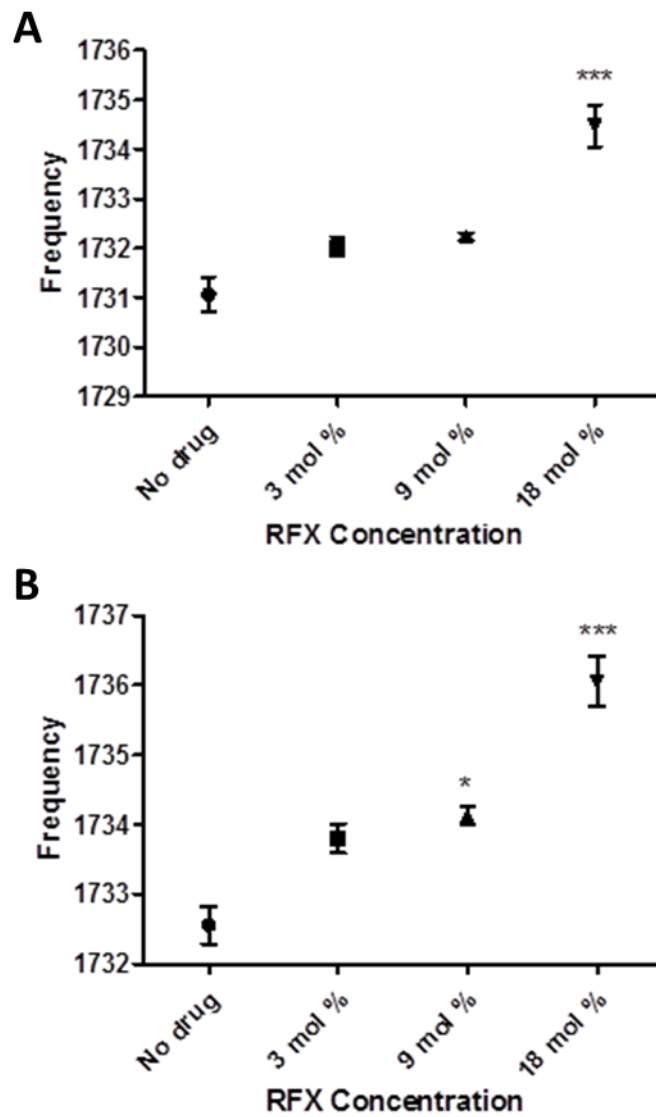 A
1736
1735
1734
1733
1732
1731
1730
1729
Frequency
***
No drug
3 mol %
9 mol %
18 mol %
RFX Concentration
B
1737
1736
1735
1734
1733
1732
Frequency
*
***
No drug
3 mol %
9 mol %
18 mol %
RFX Concentration